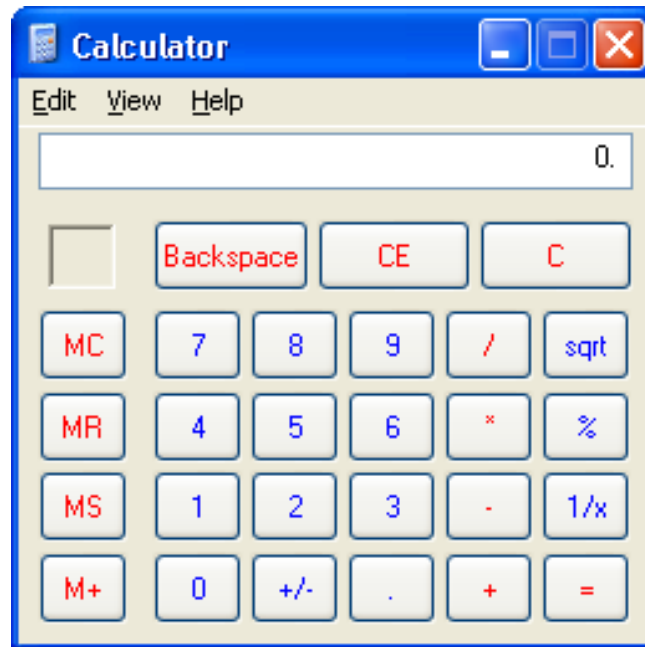 Calculator
Edit View Help
0.
Backspace CE C
MC 7 8 9 / sqrt
MR 4 5 6 * %
MS 1 2 3 - 1/x
M+ 0 +/- . + =